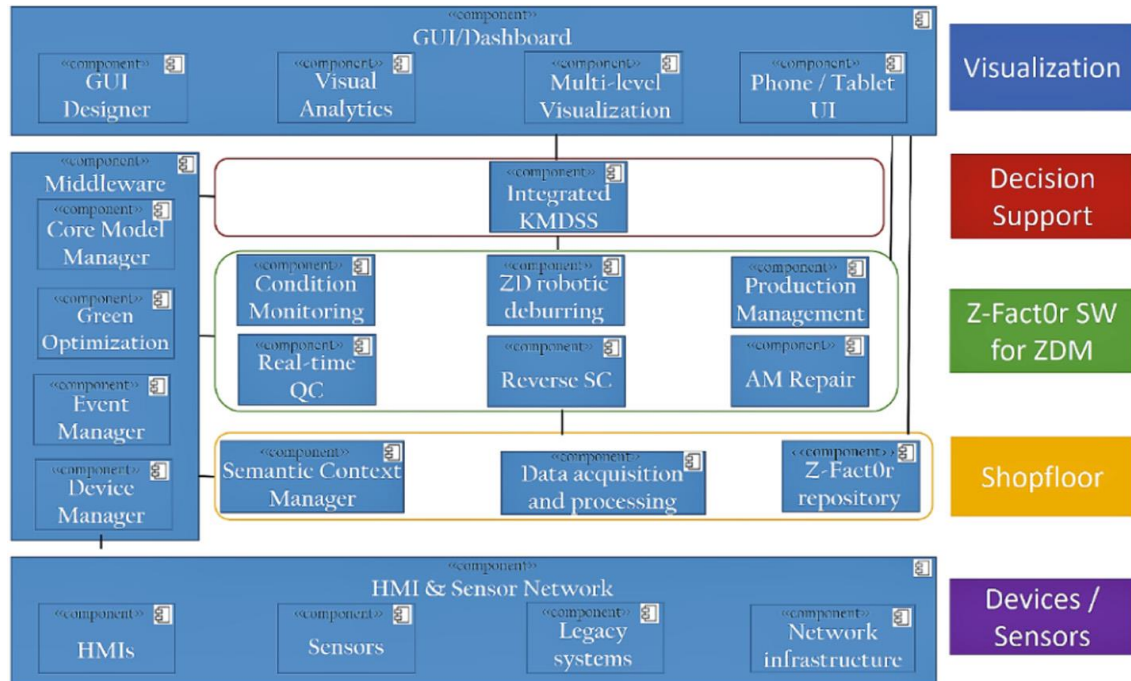 «component»
GUI/Dashboard
«component»
GUI
Designer
«component»
Visual
Analytics
«component»
Multi-level
Visualization
«component»
Phone / Tablet
UI
Visualization
«component»
Middleware
«component»
Core Model
Manager
«component»
Green
Optimization
«component»
Event
Manager
«component»
Device
Manager
«component»
Integrated
KMDSS
Decision
Support
«component»
Condition
Monitoring
«component»
ZD robotic
deburring
«component»
Production
Management
«component»
Real-time
QC
«component»
Reverse SC
«component»
AM Repair
Z-Fact0r SW
for ZDM
«component»
Semantic Context
Manager
«component»
Data acquisition
and processing
«component»
Z-Fact0r
repository
Shopfloor
«component»
HMI & Sensor Network
«component»
HMIs
«component»
Sensors
«component»
Legacy
systems
«component»
Network
infrastructure
Devices /
Sensors